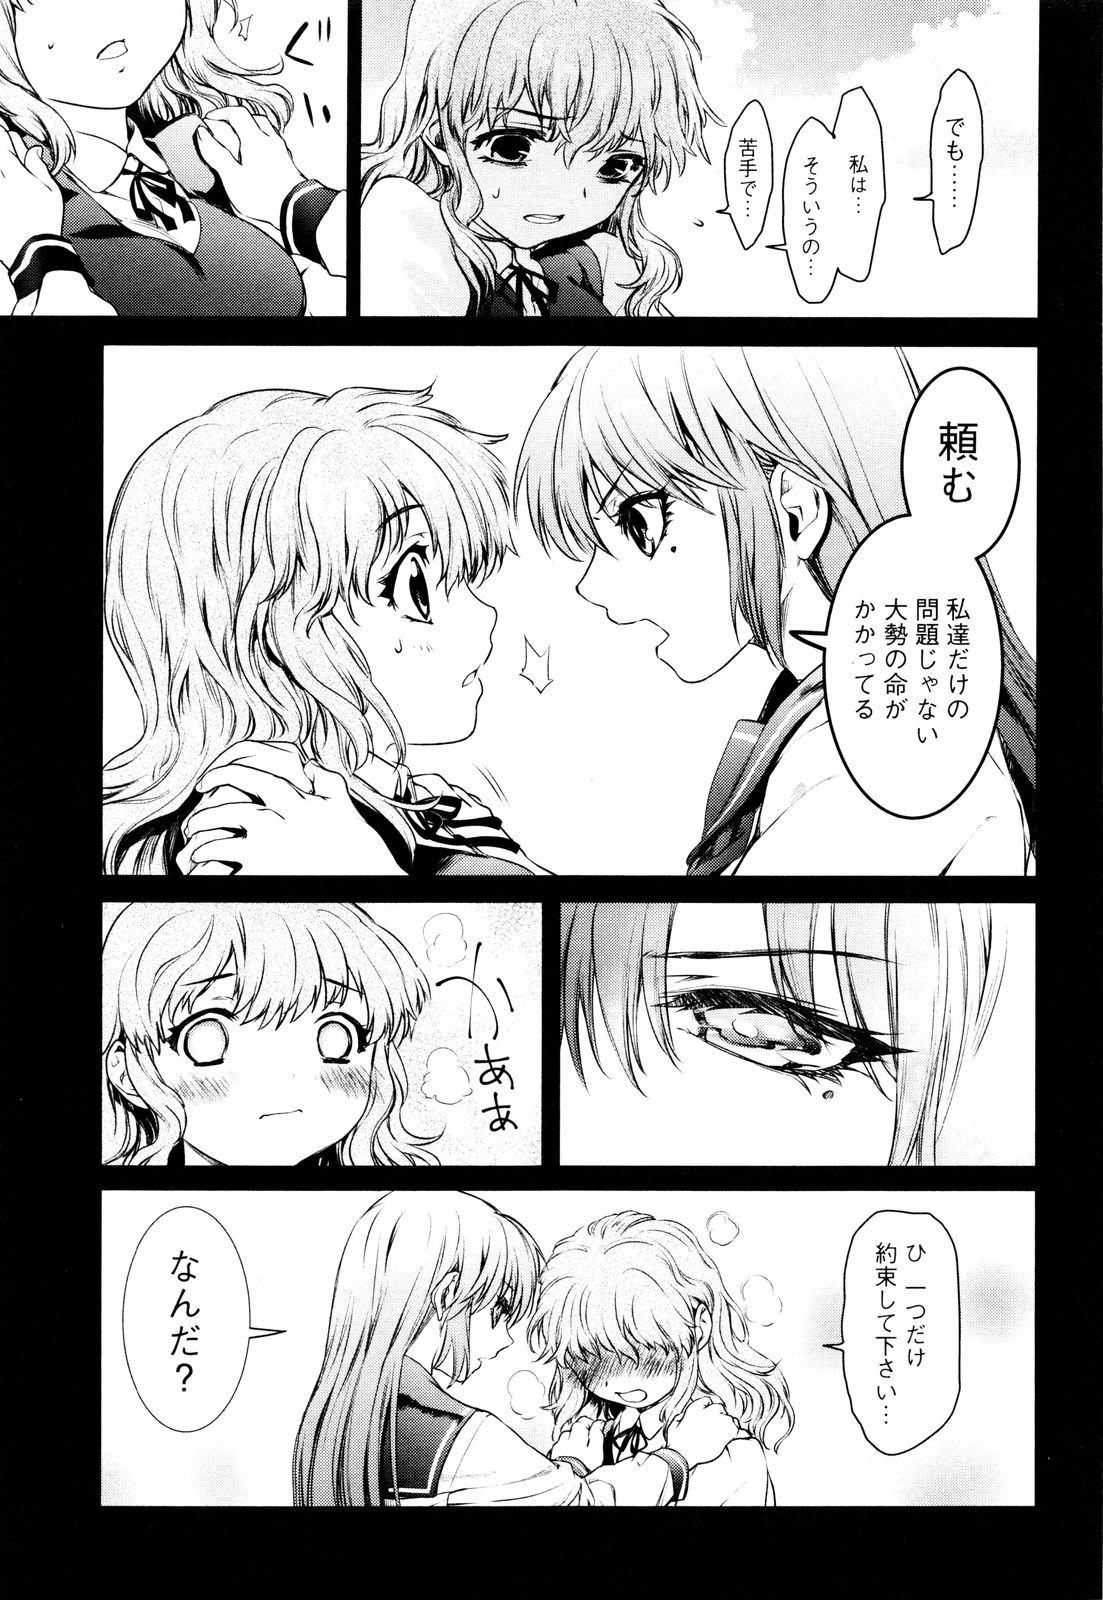 でも……
私は…
そういうの…
苦手で…
ぐい
頼む
私達だけの
問題じゃない
大勢の命が
かかってる
かああ
ひ 一つだけ
約束して下さい…
なんだ?